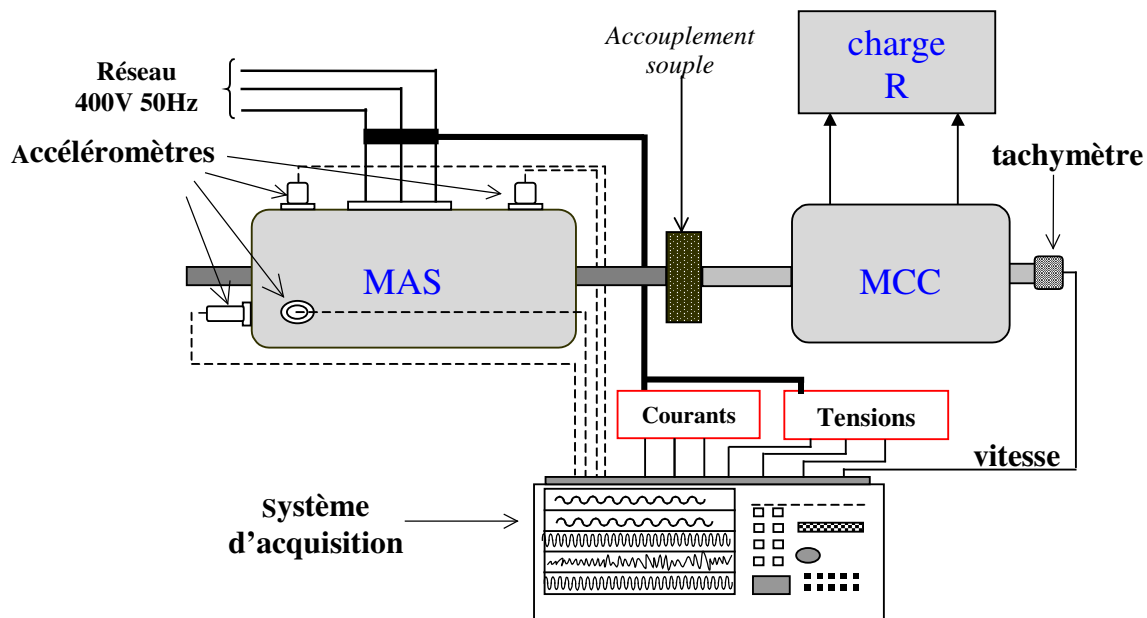 Accouplement
souple
charge
R
Réseau
400V 50Hz
Accéléromètres
tachymètre
MAS
MCC
Courants
Tensions
vitesse
Système
d'acquisition